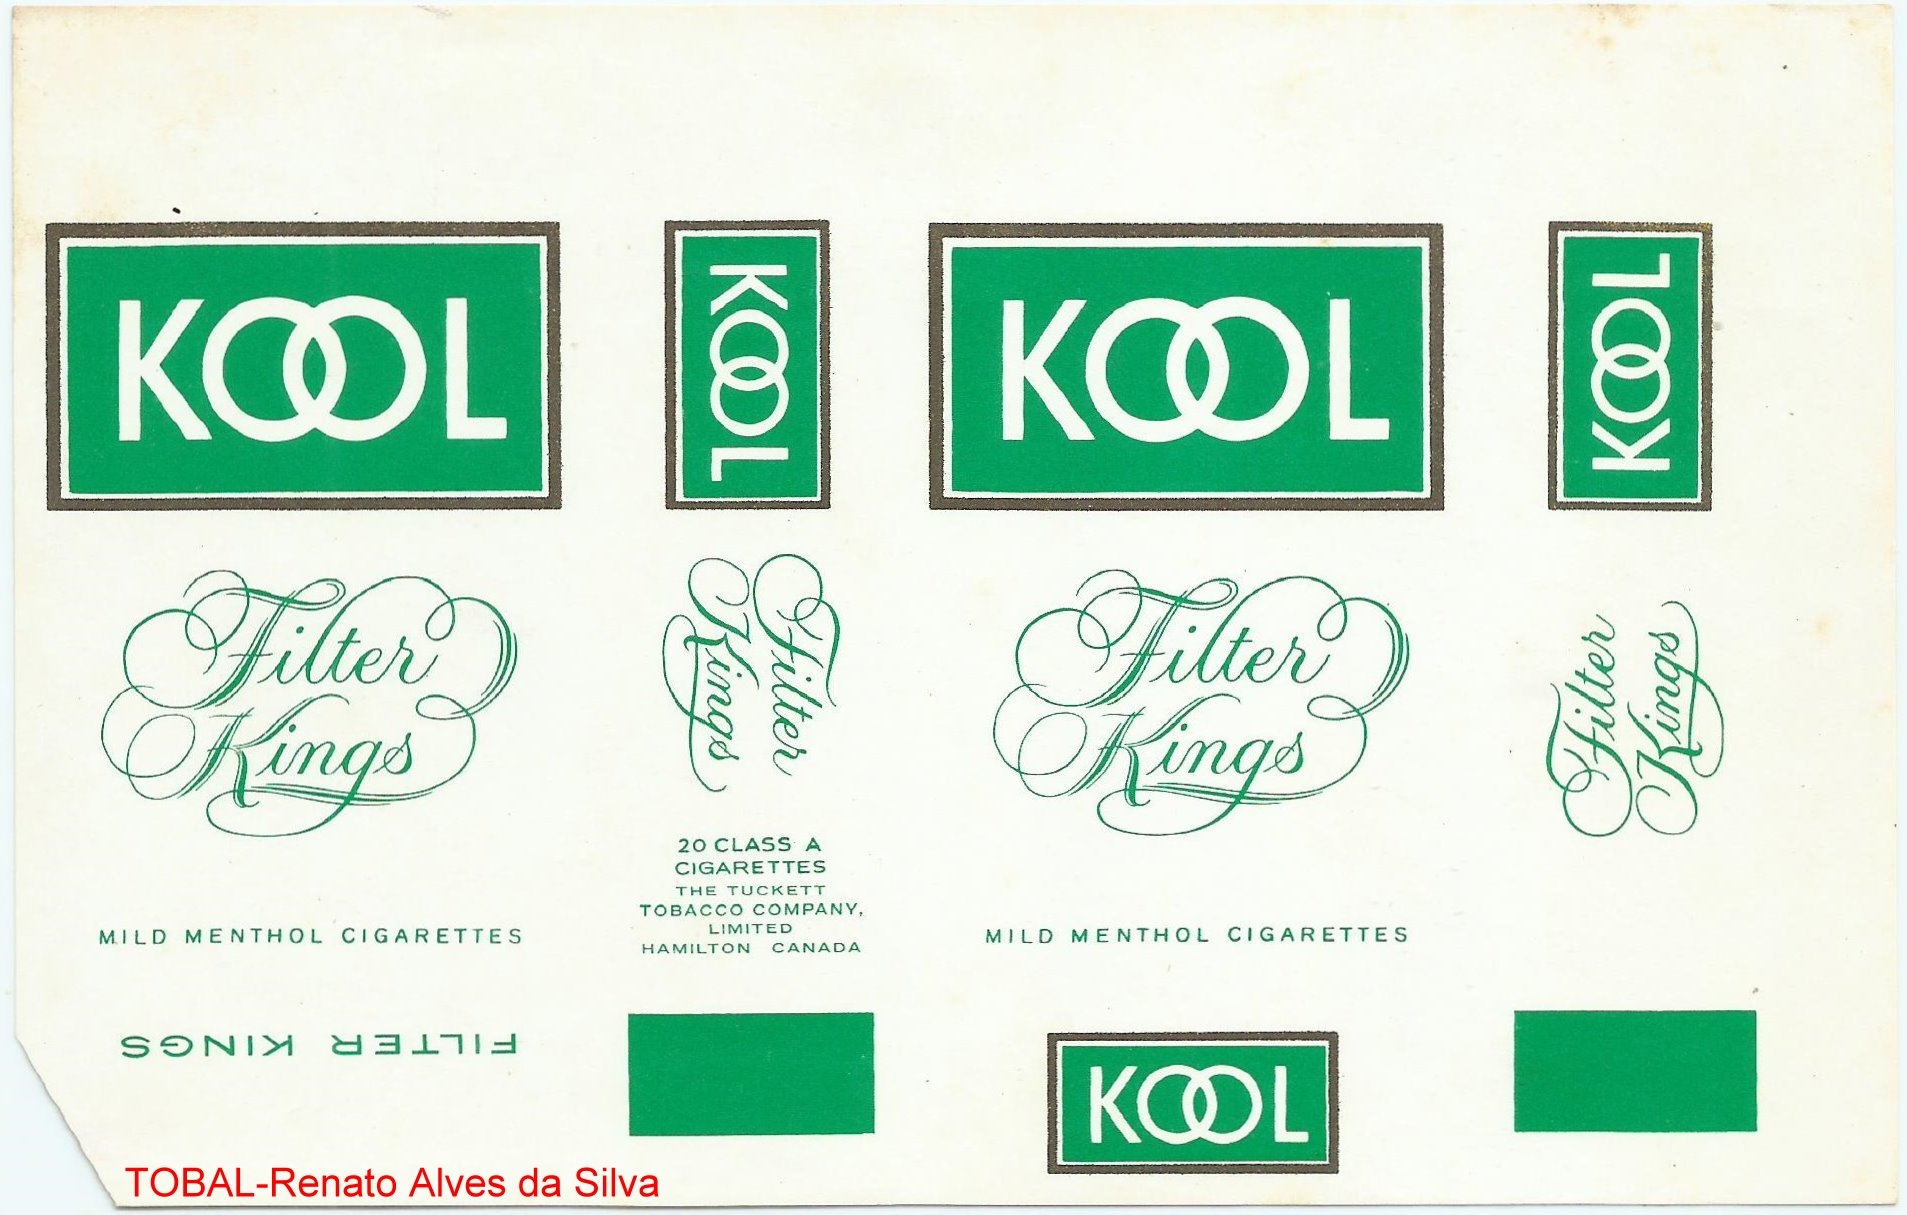 KOOL
KOOL
KOOL
KOOL
Filter
Kings
Filter
Kings
Filter
Kings
Filter
Kings
MILD MENTHOL CIGARETTES
20 CLASS A
CIGARETTES
THE TUCKETT
TOBACCO COMPANY,
LIMITED
HAMILTON CANADA
MILD MENTHOL CIGARETTES
FILTER KINGS
KOOL
TOBAL-Renato Alves da Silva